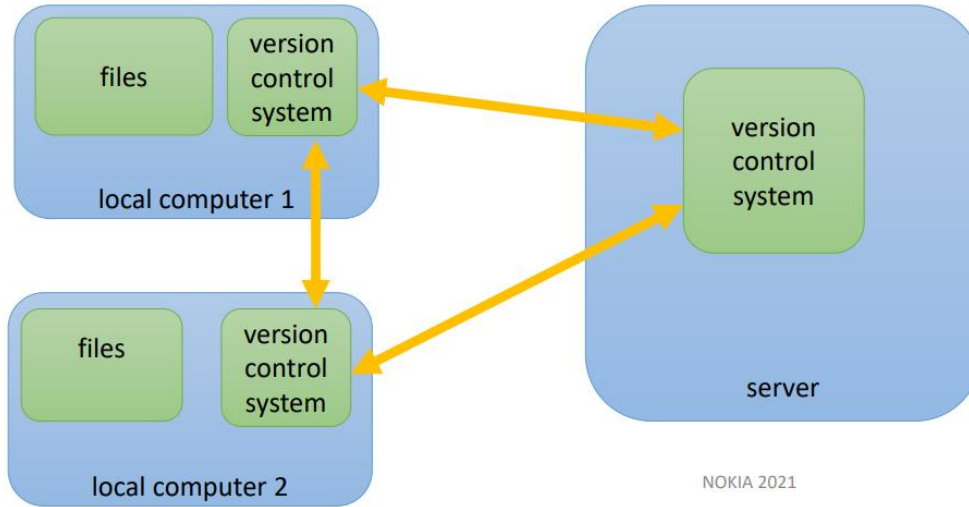 files
version
control
system
local computer 1
version
control
system
server
files
version
control
system
local computer 2
NOKIA 2021